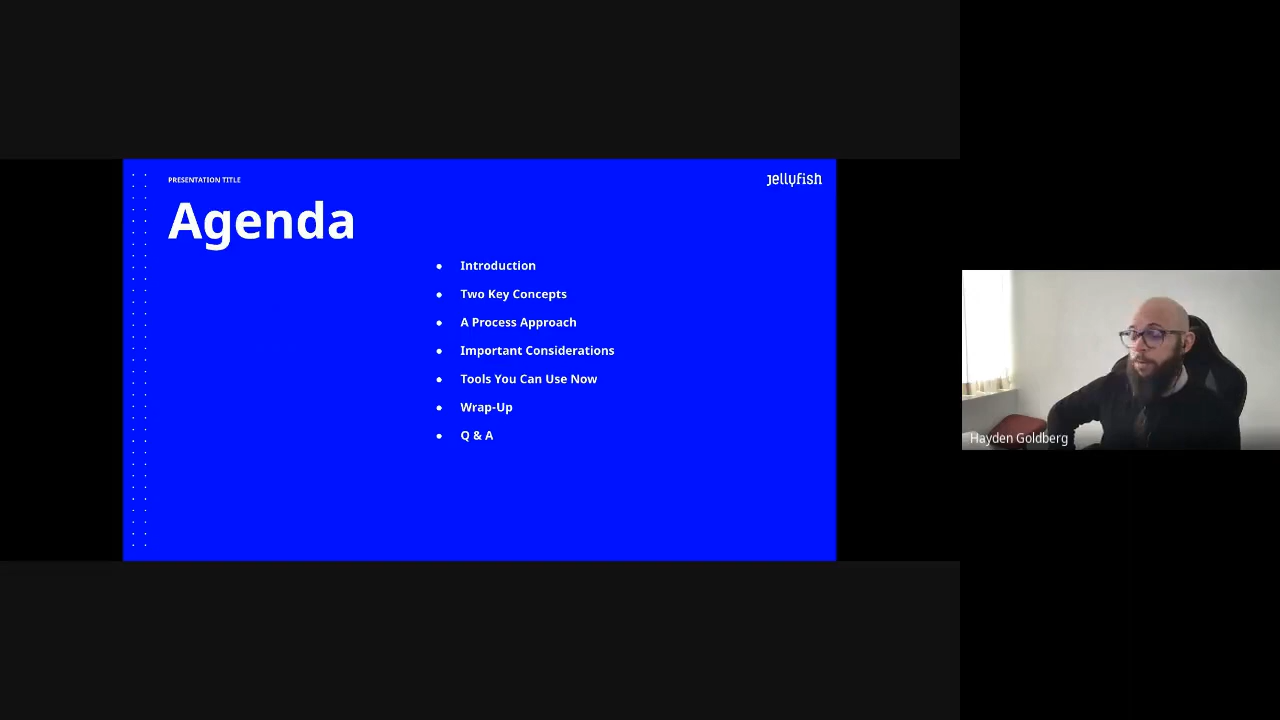 PRESENTATION TITLE
jellyfish
Agenda
● Introduction
● Two Key Concepts
● A Process Approach
● Important Considerations
● Tools You Can Use Now
● Wrap-Up
● Q & A
Hayden Goldberg